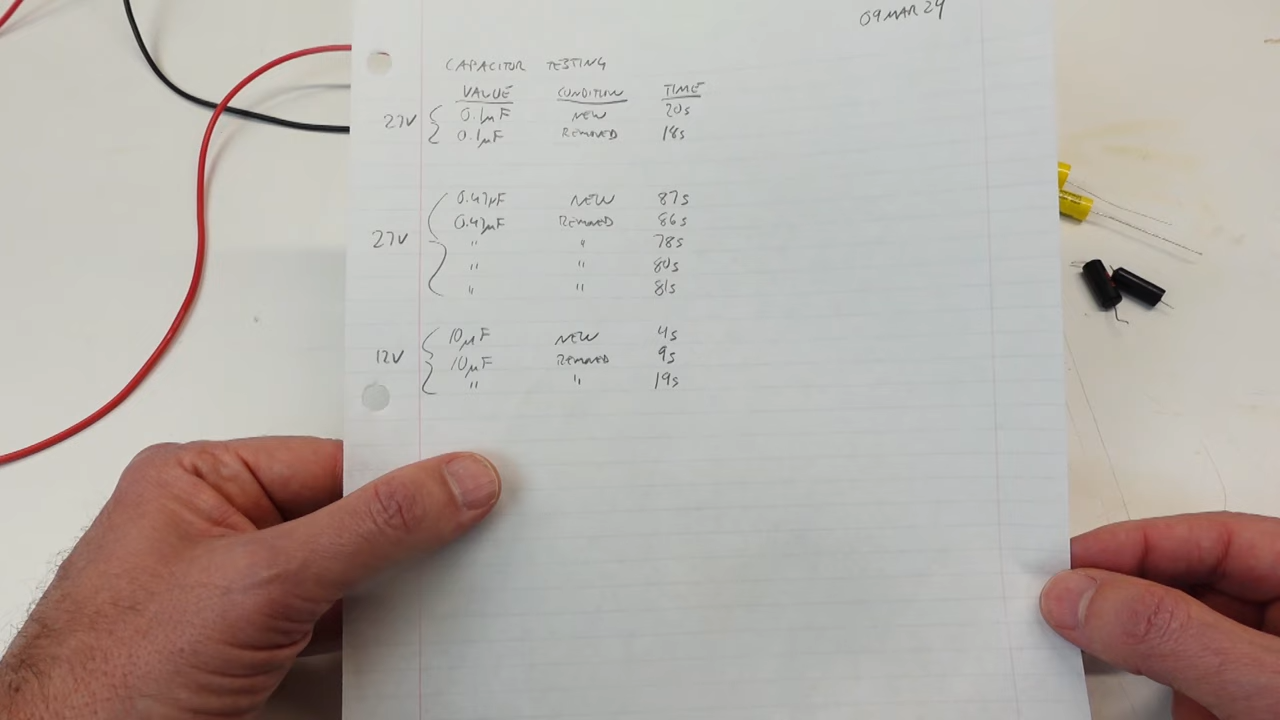 09 MAR 24
CAPACITOR TESTING
VALUE CONDITION TIME
27V 0.1µF NEW 20s
0.1µF REMOVED 18s
0.47µF NEW 87s
0.47µF REMOVED 86s
27V " " 78s
" " 80s
" " 81s
10µF NEW 4s
12V 10µF REMOVED 9s
" " 19s